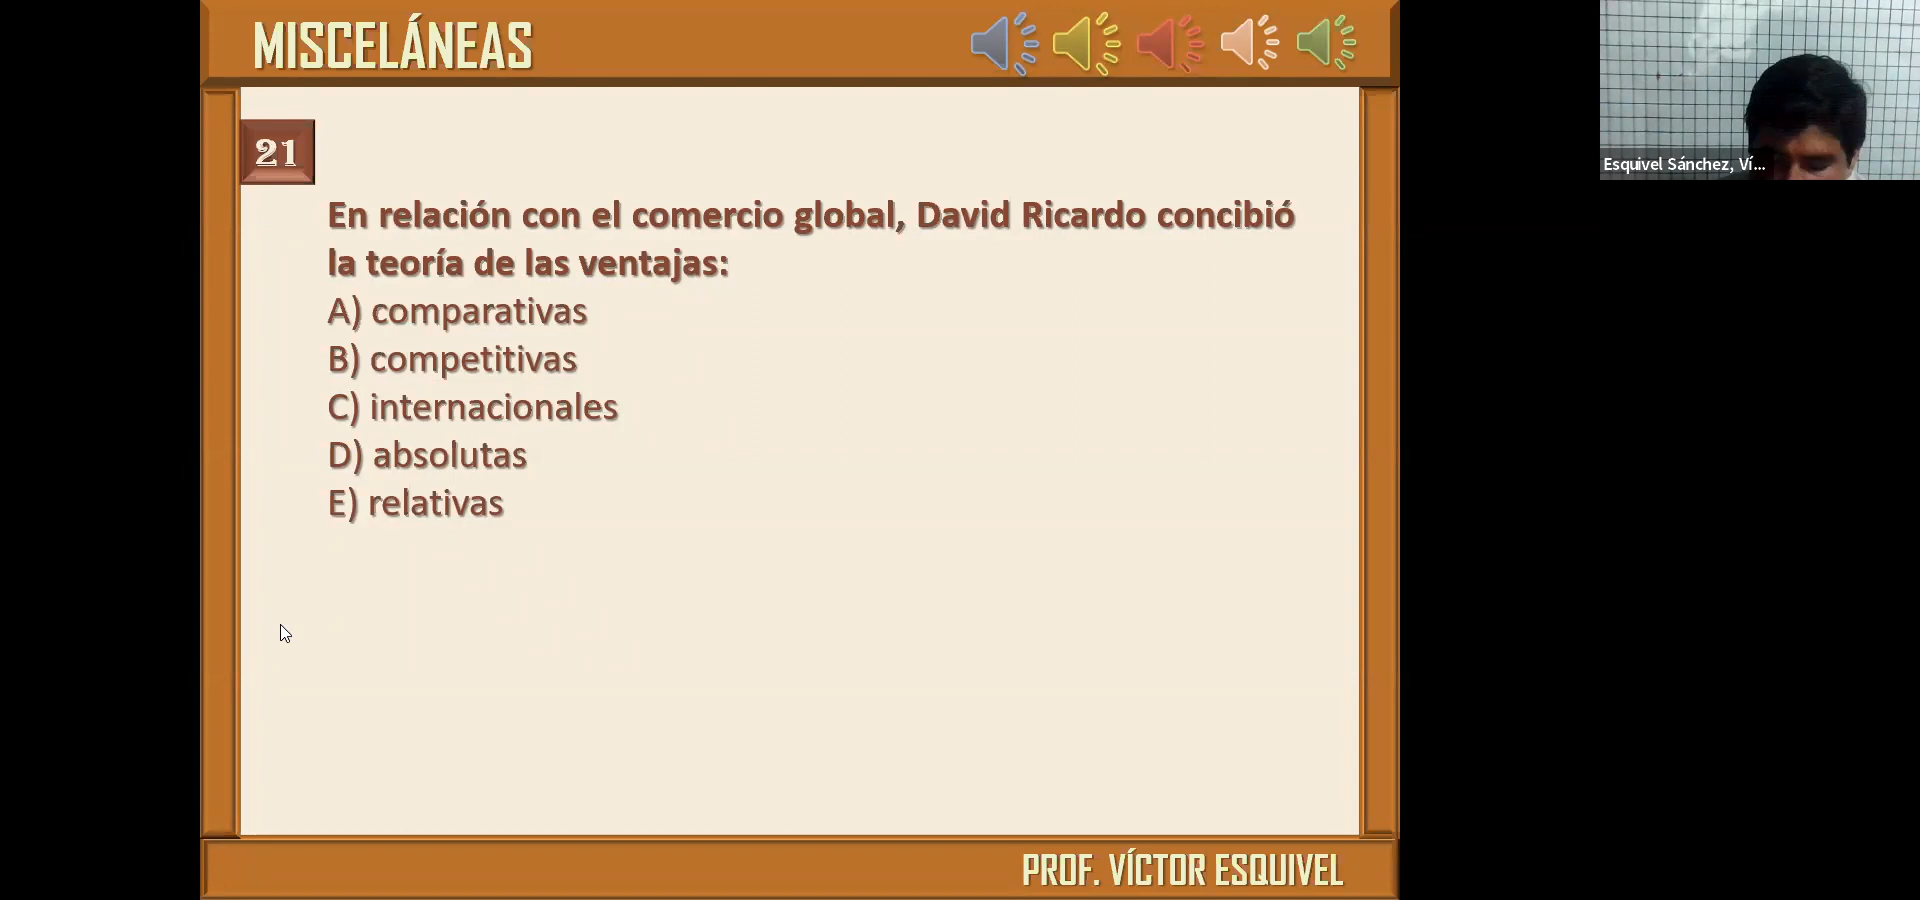 MISCELÁNEAS
21
En relación con el comercio global, David Ricardo concibió
la teoría de las ventajas:
A) comparativas
B) competitivas
C) internacionales
D) absolutas
E) relativas
PROF. VÍCTOR ESQUIVEL
Esquivel Sánchez, Ví...